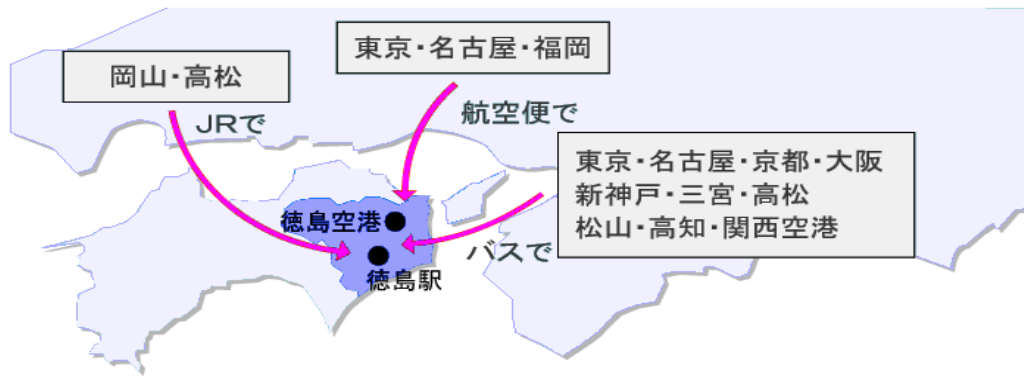 東京・名古屋・福岡
岡山・高松
JRで
航空便で
東京・名古屋・京都・大阪
新神戸・三宮・高松
松山・高知・関西空港
徳島空港
バスで
徳島駅